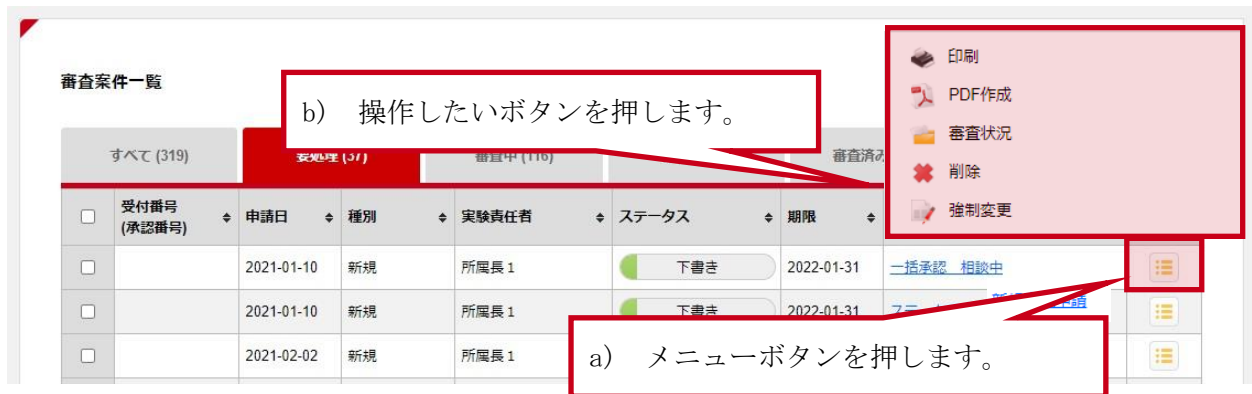 審査案件一覧
印刷
PDF作成
審査状況
削除
強制変更
b) 操作したいボタンを押します。
すべて (319)
要処理 (37)
審査中 (116)
審査済み
受付番号
(承認番号)
申請日 種別 実験責任者 ステータス 期限
2021-01-10 新規 所属長1 下書き 2022-01-31 一括承認 相談中
2021-01-10 新規 所属長1 下書き 2022-01-31
2021-02-02 新規 所属長1
a) メニューボタンを押します。